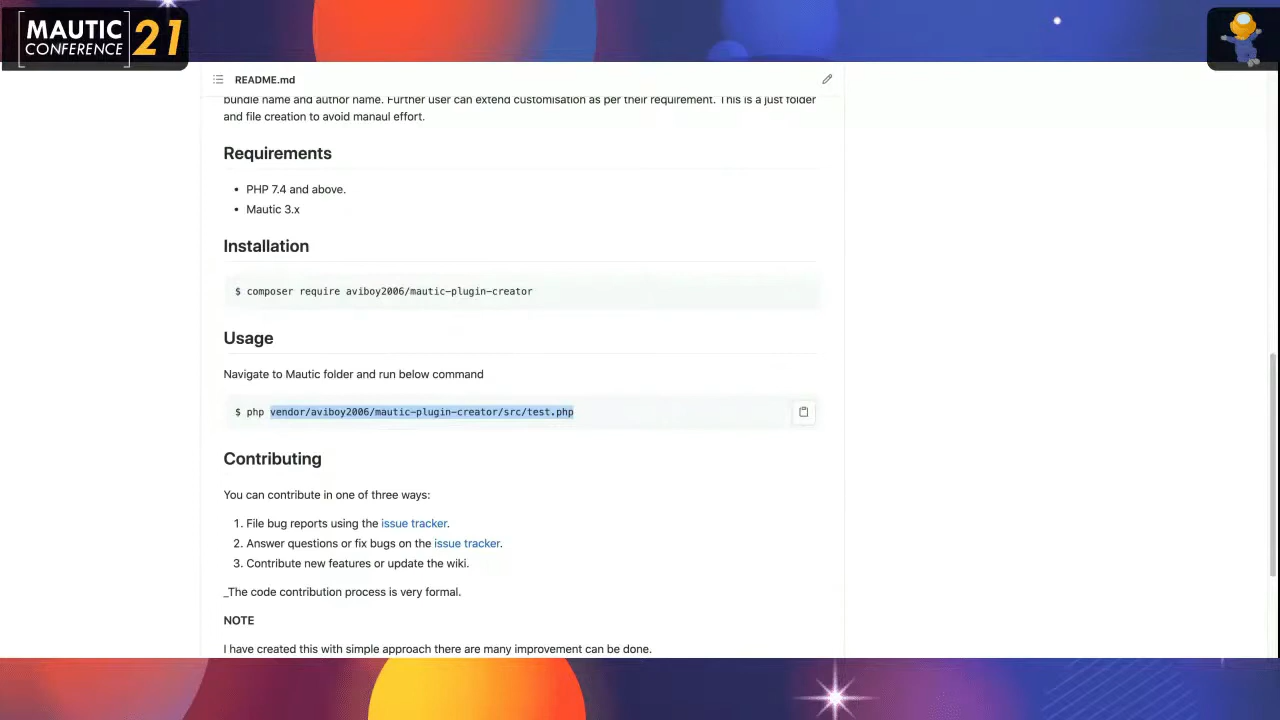 MAUTIC
CONFERENCE 21
README.md
bundle name and author name. Further user can extend customisation as per their requirement. This is a just folder
and file creation to avoid manaul effort.
Requirements
• PHP 7.4 and above.
• Mautic 3.x
Installation
$ composer require aviboy2006/mautic-plugin-creator
Usage
Navigate to Mautic folder and run below command
$ php vendor/aviboy2006/mautic-plugin-creator/src/test.php
Contributing
You can contribute in one of three ways:
1. File bug reports using the issue tracker.
2. Answer questions or fix bugs on the issue tracker.
3. Contribute new features or update the wiki.
_The code contribution process is very formal.
NOTE
I have created this with simple approach there are many improvement can be done.